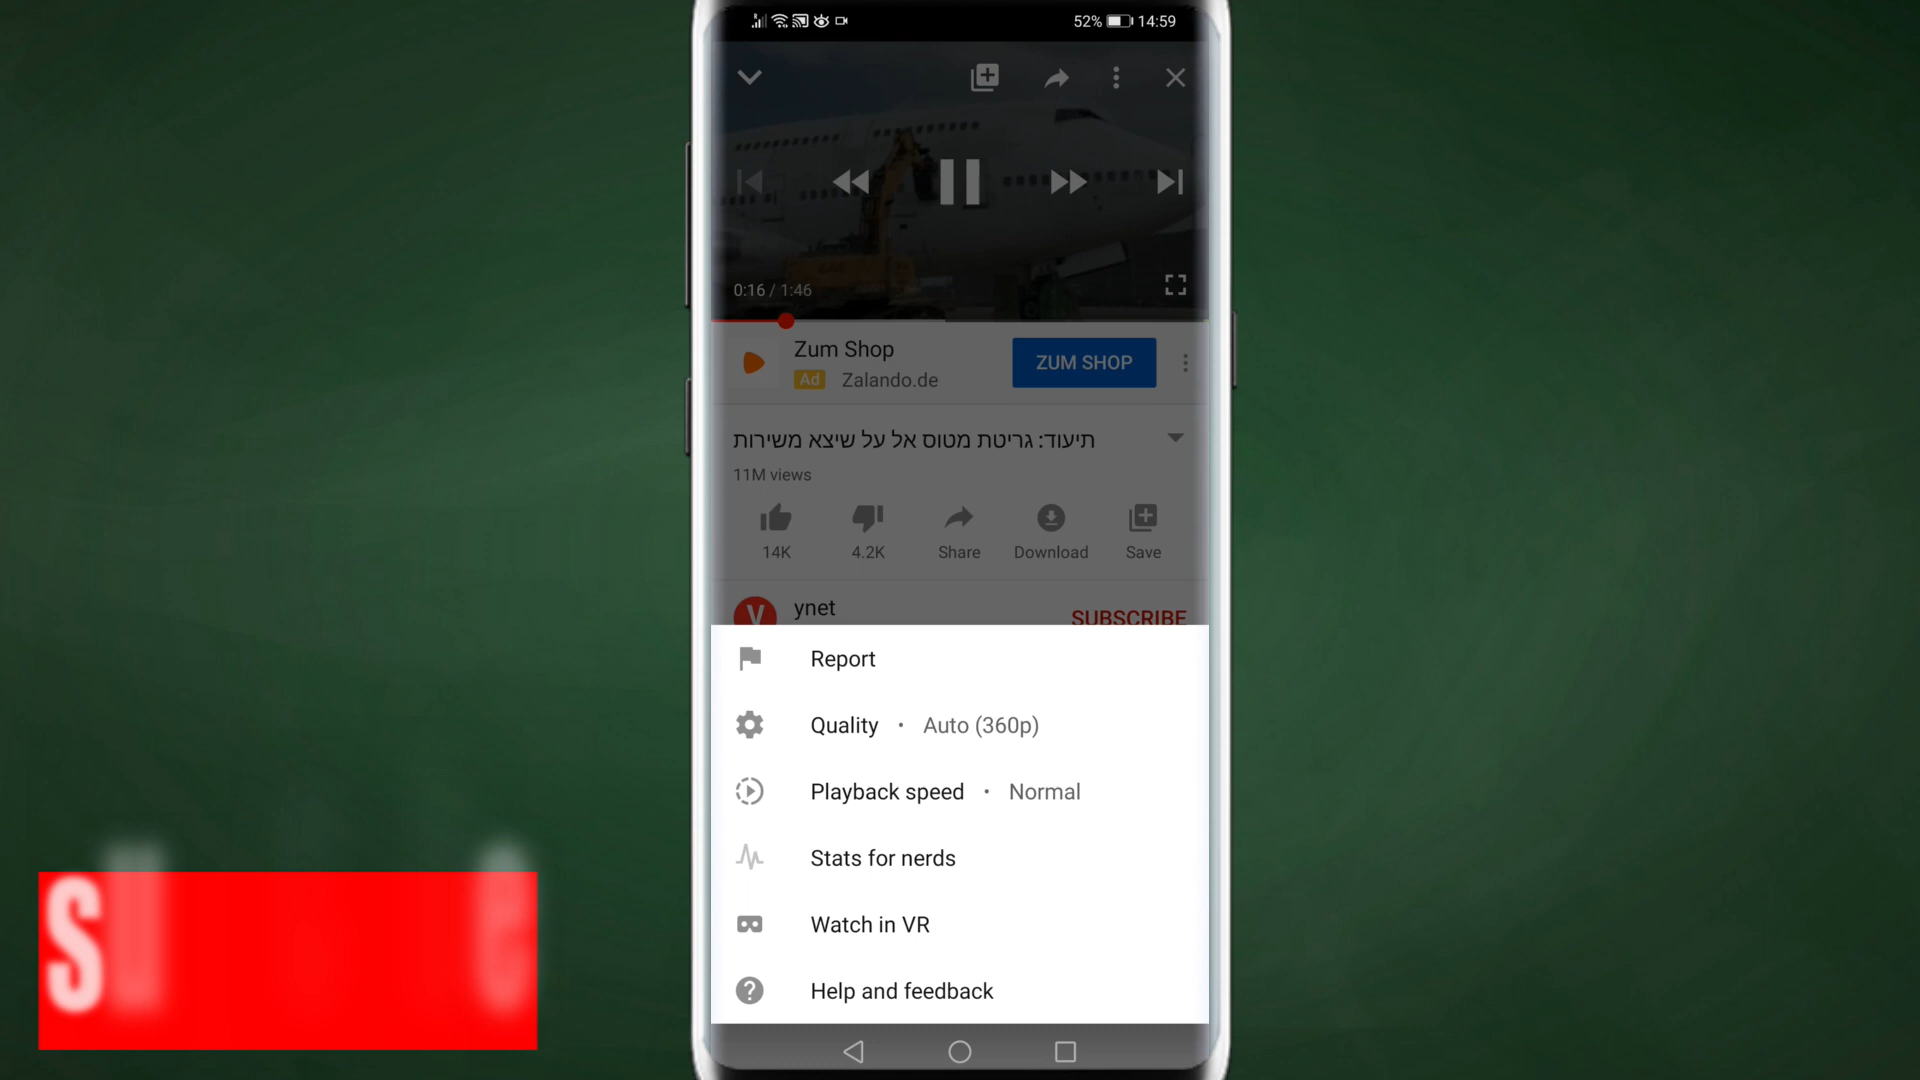 52% 14:59
0:16 / 1:46
Zum Shop
Ad Zalando.de
ZUM SHOP
תיעוד: גריטת מטוס אל על שיצא משירות
11M views
14K 4.2K Share Download Save
ynet
SUBSCRIBE
Report
Quality • Auto (360p)
Playback speed • Normal
Stats for nerds
Watch in VR
Help and feedback